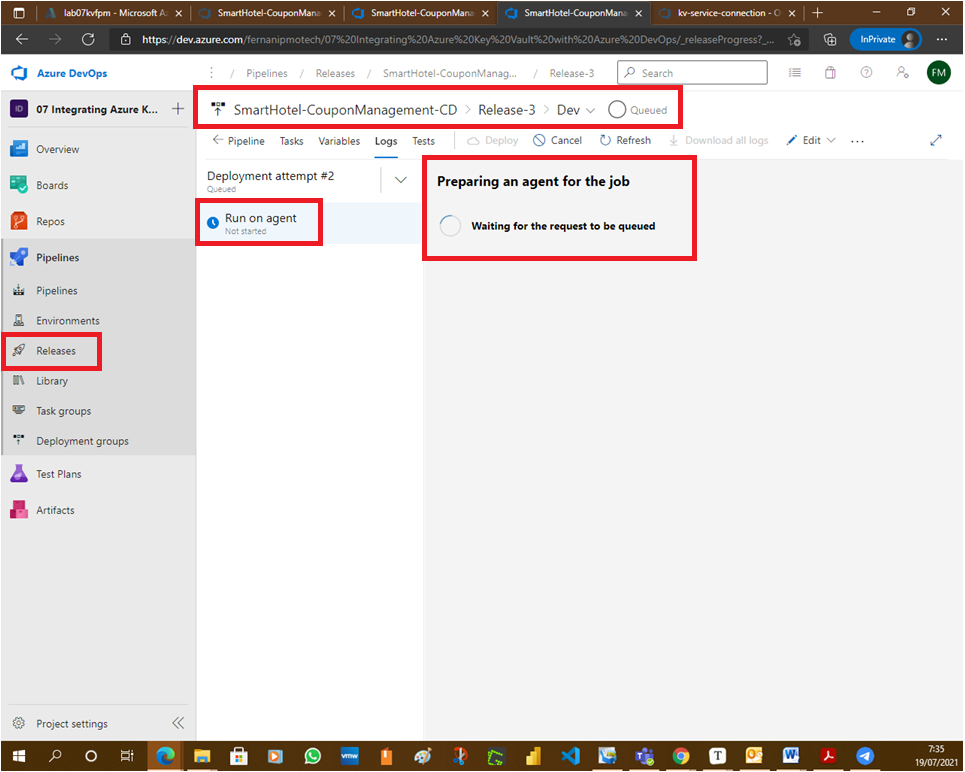 lab07kvfpm - Microsoft Az
SmartHotel-CouponMana
SmartHotel-CouponMana
SmartHotel-CouponMana
kv-service-connection - O
https://dev.azure.com/fernanipmotech/07%20Integrating%20Azure%20Key%20Vault%20with%20Azure%20DevOps/_releaseProgress?_...
InPrivate
Azure DevOps
/ Pipelines / Releases / SmartHotel-CouponManag... / Release-3
Search
FM
ID
07 Integrating Azure K...
SmartHotel-CouponManagement-CD > Release-3 > Dev
Queued
Overview
Boards
Repos
Pipelines
Pipelines
Environments
Releases
Library
Task groups
Deployment groups
Test Plans
Artifacts
Project settings
Pipeline Tasks Variables Logs Tests
Deploy Cancel Refresh Download all logs Edit ...
Deployment attempt #2
Queued
Run on agent
Not started
Preparing an agent for the job
Waiting for the request to be queued
vmw
7:35
19/07/2021